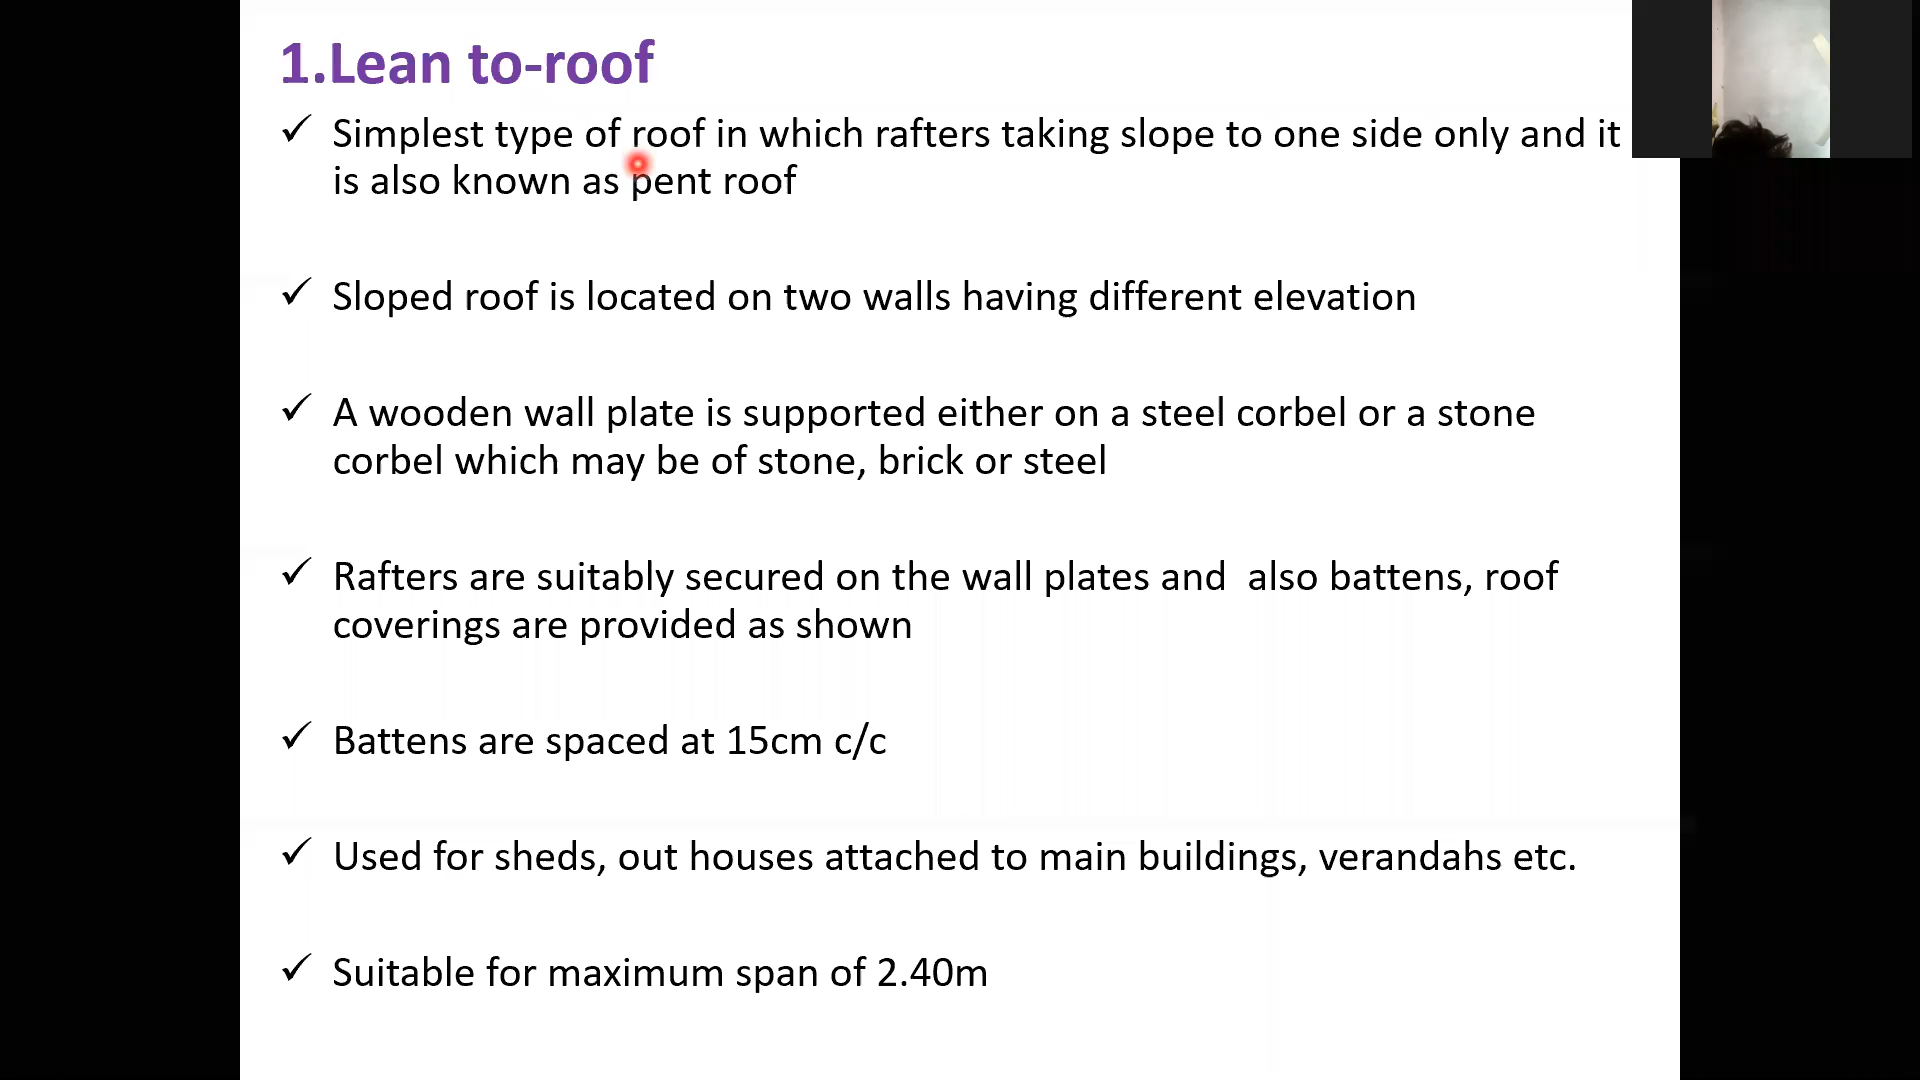 1.Lean to-roof
✓ Simplest type of roof in which rafters taking slope to one side only and it
is also known as pent roof
✓ Sloped roof is located on two walls having different elevation
✓ A wooden wall plate is supported either on a steel corbel or a stone
corbel which may be of stone, brick or steel
✓ Rafters are suitably secured on the wall plates and  also battens, roof
coverings are provided as shown
✓ Battens are spaced at 15cm c/c
✓ Used for sheds, out houses attached to main buildings, verandahs etc.
✓ Suitable for maximum span of 2.40m